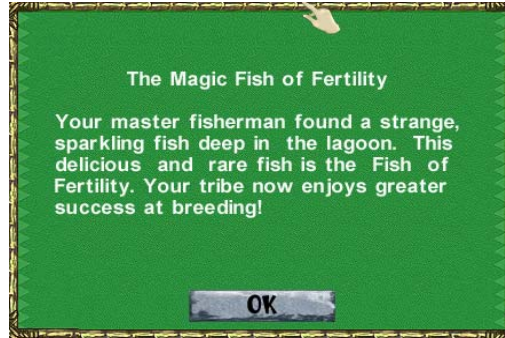 The Magic Fish of Fertility
Your master fisherman found a strange,
sparkling fish deep in the lagoon. This
delicious and rare fish is the Fish of
Fertility. Your tribe now enjoys greater
success at breeding!
OK